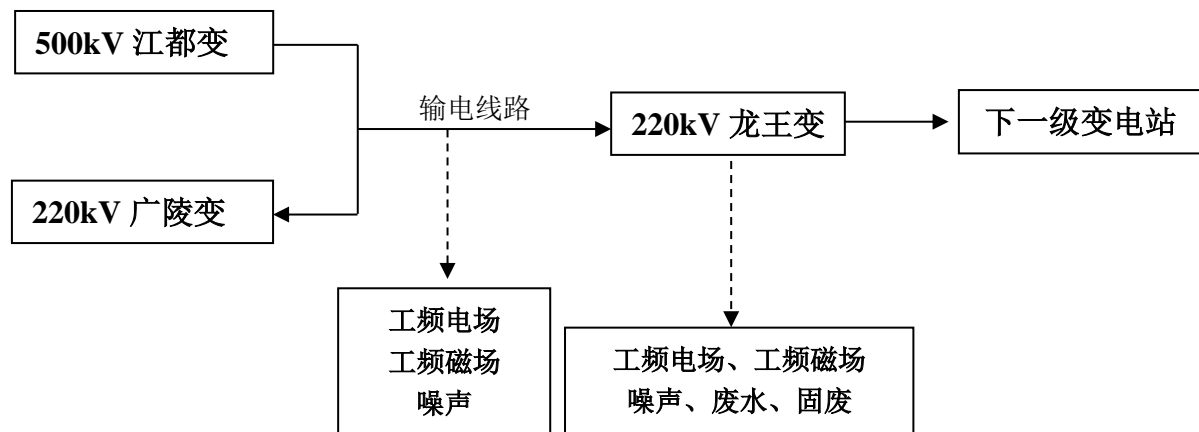 500kV 江都变
输电线路
220kV 龙王变
下一级变电站
220kV 广陵变
工频电场
工频磁场
噪声
工频电场、工频磁场
噪声、废水、固废